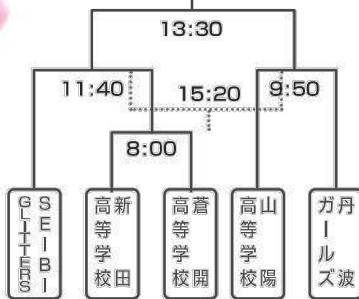 13:30
11:40
15:20
9:50
8:00
SEIBI
GLITTERS
新田
高等学校
蒼開
高等学校
山陽
高等学校
丹波
ガールズ